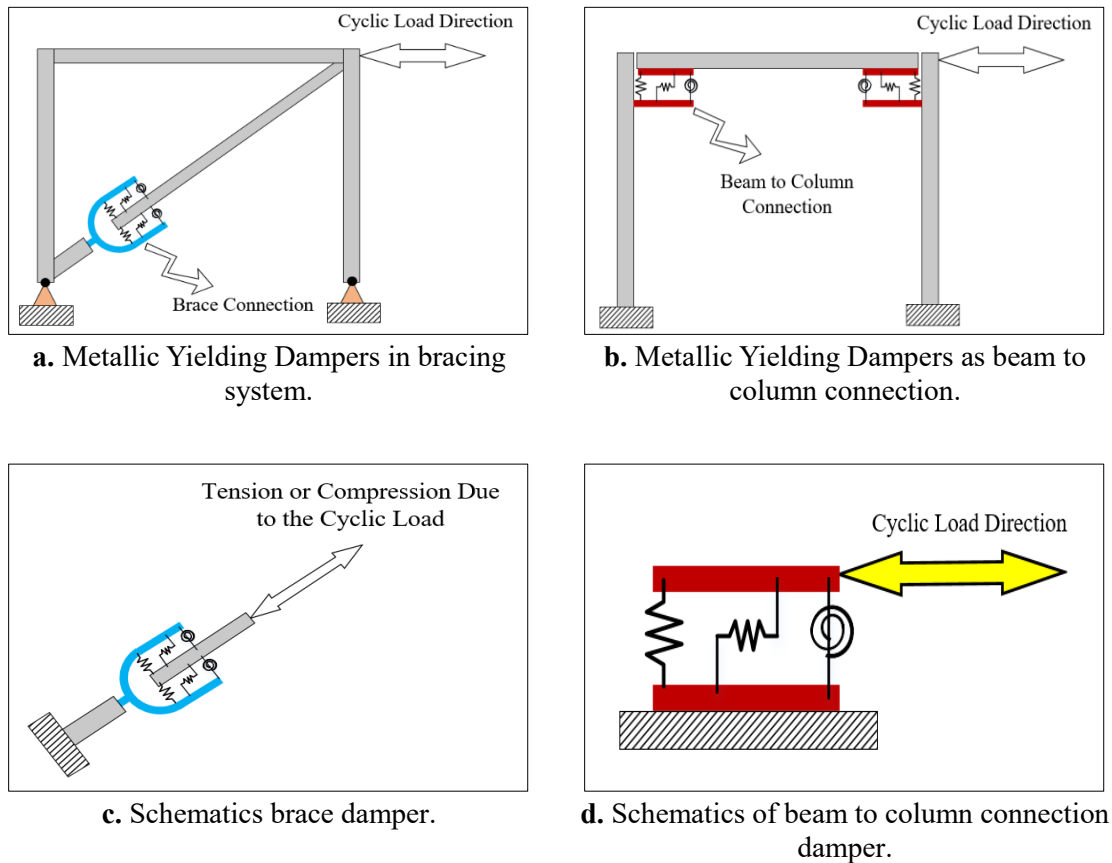 Cyclic Load Direction
Brace Connection
a. Metallic Yielding Dampers in bracing
system.
Cyclic Load Direction
Beam to Column
Connection
b. Metallic Yielding Dampers as beam to
column connection.
Tension or Compression Due
to the Cyclic Load
c. Schematics brace damper.
Cyclic Load Direction
d. Schematics of beam to column connection
damper.